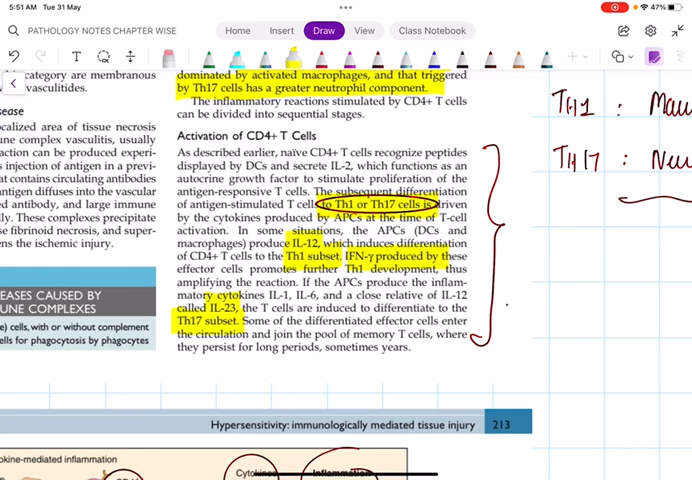 5:51 AM Tue 31 May
47%
PATHOLOGY NOTES CHAPTER WISE
Home Insert Draw View Class Notebook
category are membranous
vasculitides.
ease
ocalized area of tissue necrosis
une complex vasculitis, usually
action can be produced experi-
s injection of antigen in a previ-
at contains circulating antibodies
antigen diffuses into the vascular
ed antibody, and large immune
lly. These complexes precipitate
se fibrinoid necrosis, and super-
ens the ischemic injury.
EASES CAUSED BY
UNE COMPLEXES
e) cells, with or without complement
ells for phagocytosis by phagocytes
dominated by activated macrophages, and that triggered
by Th17 cells has a greater neutrophil component.
The inflammatory reactions stimulated by CD4+ T cells
can be divided into sequential stages.
Activation of CD4+ T Cells
As described earlier, naïve CD4+ T cells recognize peptides
displayed by DCs and secrete IL-2, which functions as an
autocrine growth factor to stimulate proliferation of the
antigen-responsive T cells. The subsequent differentiation
of antigen-stimulated T cells to Th1 or Th17 cells is driven
by the cytokines produced by APCs at the time of T-cell
activation. In some situations, the APCs (DCs and
macrophages) produce IL-12, which induces differentiation
of CD4+ T cells to the Th1 subset. IFN-γ produced by these
effector cells promotes further Th1 development, thus
amplifying the reaction. If the APCs produce the inflam-
matory cytokines IL-1, IL-6, and a close relative of IL-12
called IL-23, the T cells are induced to differentiate to the
Th17 subset. Some of the differentiated effector cells enter
the circulation and join the pool of memory T cells, where
they persist for long periods, sometimes years.
TH1 : Mau
TH17 : Neu
Hypersensitivity: immunologically mediated tissue injury 213
okine-mediated inflammation
Cytokines
Inflammation